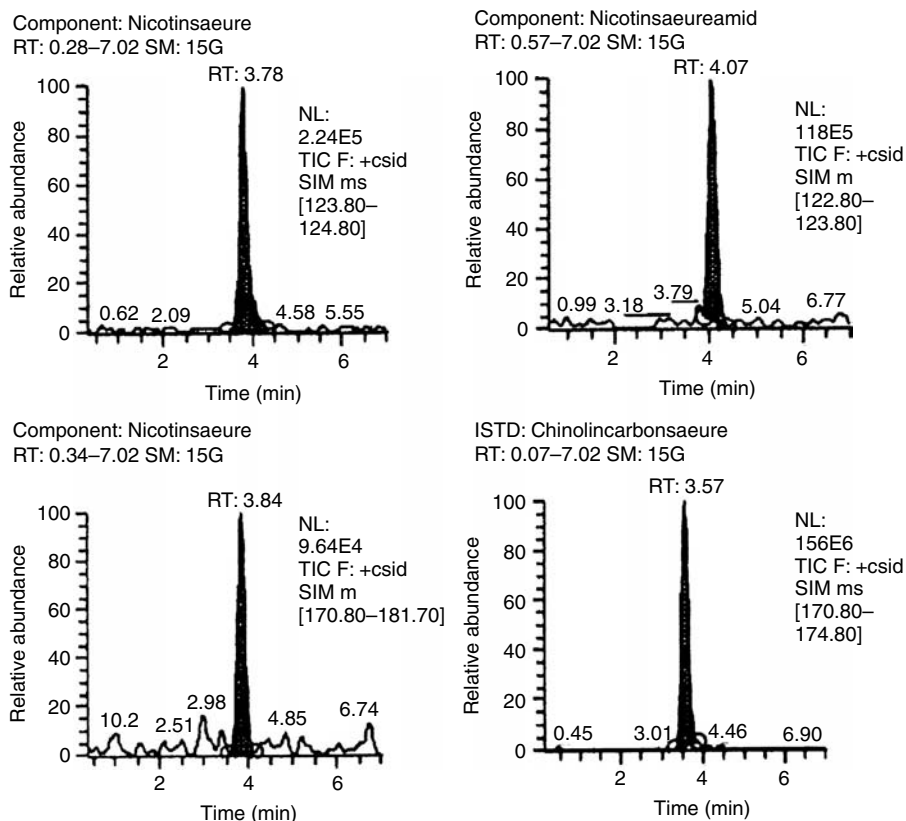 Component: Nicotinsaeure
RT: 0.28–7.02 SM: 15G
RT: 3.78
NL:
2.24E5
TIC F: +csid
SIM ms
[123.80–
124.80]
Relative abundance
100
80
60
40
20
0
0.62
2.09
4.58
5.55
2
4
6
Time (min)
Component: Nicotinsaeureamid
RT: 0.57–7.02 SM: 15G
RT: 4.07
NL:
118E5
TIC F: +csid
SIM m
[122.80–
123.80]
Relative abundance
100
80
60
40
20
0
0.99
3.18
3.79
5.04
6.77
2
4
6
Time (min)
Component: Nicotinsaeure
RT: 0.34–7.02 SM: 15G
RT: 3.84
NL:
9.64E4
TIC F: +csid
SIM m
[170.80–181.70]
Relative abundance
100
80
60
40
20
0
10.2
2.51
2.98
4.85
6.74
2
4
6
Time (min)
ISTD: Chinolincarbonsaeure
RT: 0.07–7.02 SM: 15G
RT: 3.57
NL:
156E6
TIC F: +csid
SIM ms
[170.80–
174.80]
Relative abundance
100
80
60
40
20
0
0.45
3.01
4.46
6.90
2
4
6
Time (min)